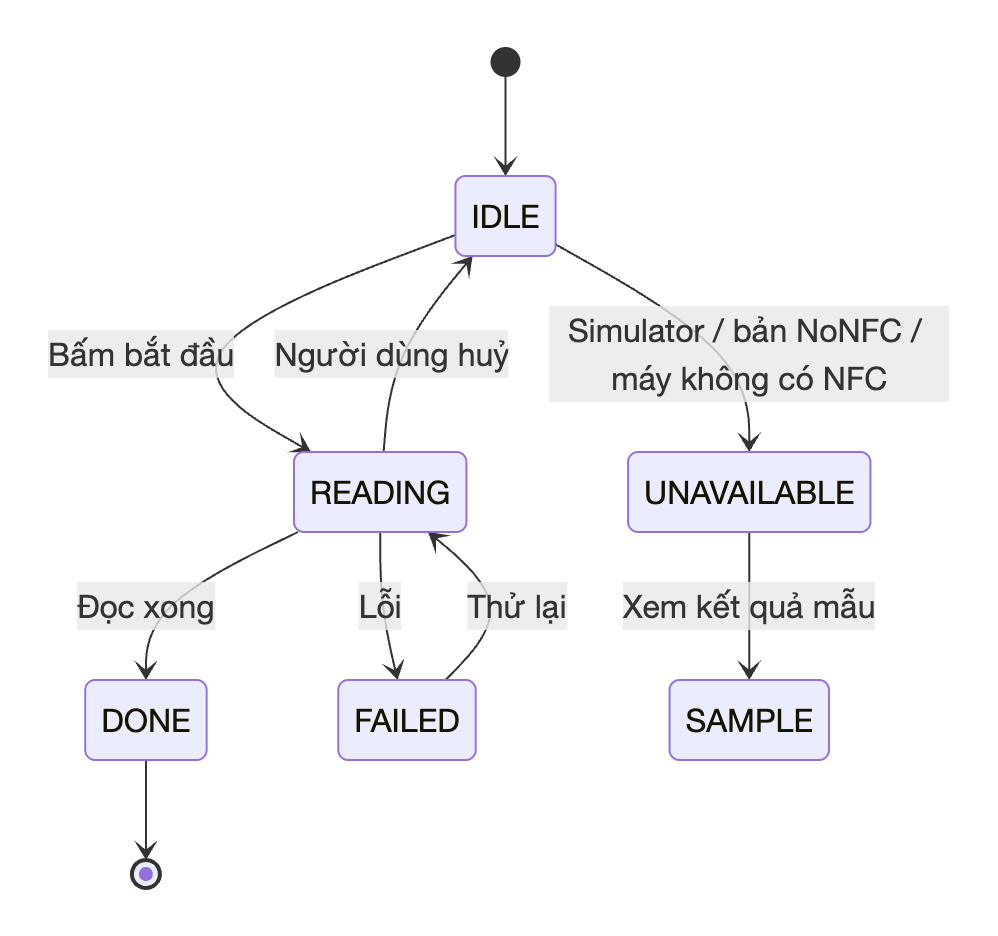 IDLE
Bấm bắt đầu
Người dùng huỷ
Simulator / bản NoNFC /
máy không có NFC
READING
UNAVAILABLE
Đọc xong
Lỗi
Thử lại
Xem kết quả mẫu
DONE
FAILED
SAMPLE